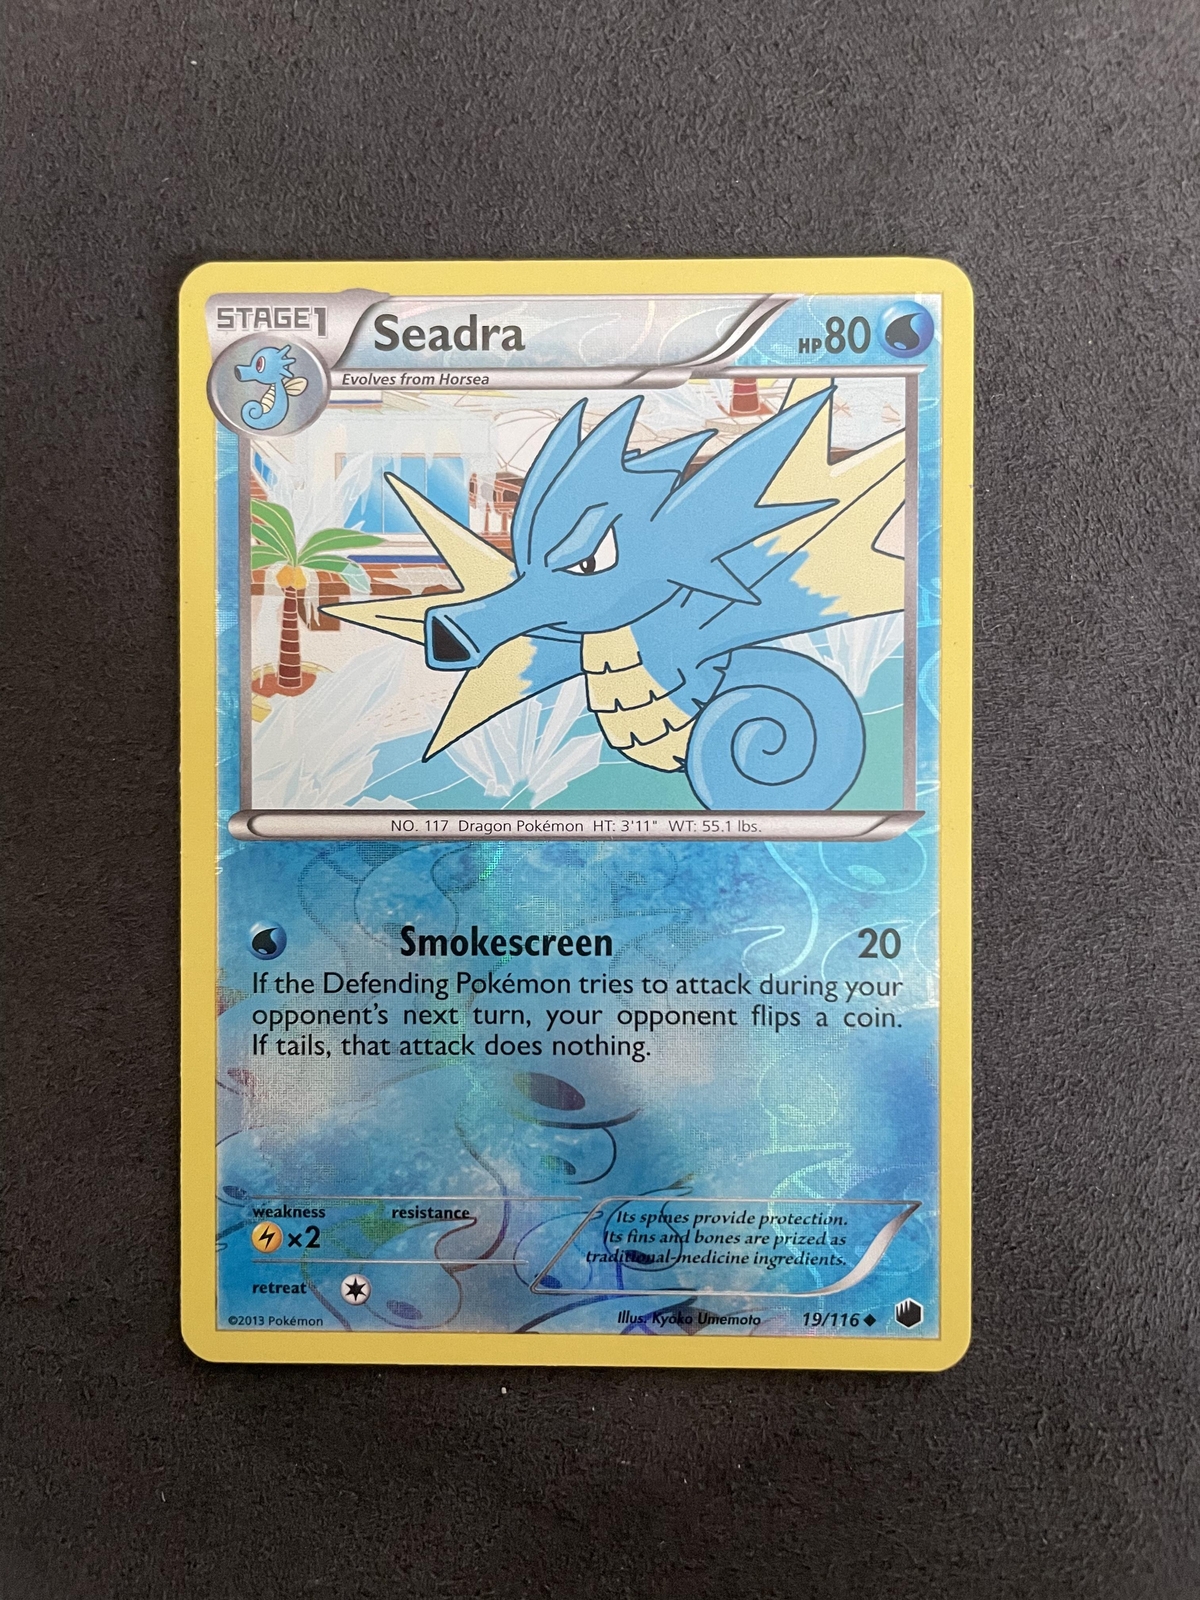 STAGE1
Seadra
HP80
Evolves from Horsea
NO. 117 Dragon Pokémon HT: 3'11" WT: 55.1 lbs.
Smokescreen 20
If the Defending Pokémon tries to attack during your
opponent's next turn, your opponent flips a coin.
If tails, that attack does nothing.
weakness resistance
×2
retreat
Its spines provide protection.
Its fins and bones are prized as
traditional-medicine ingredients.
©2013 Pokémon
Illus. Kyoko Umemoto
19/116